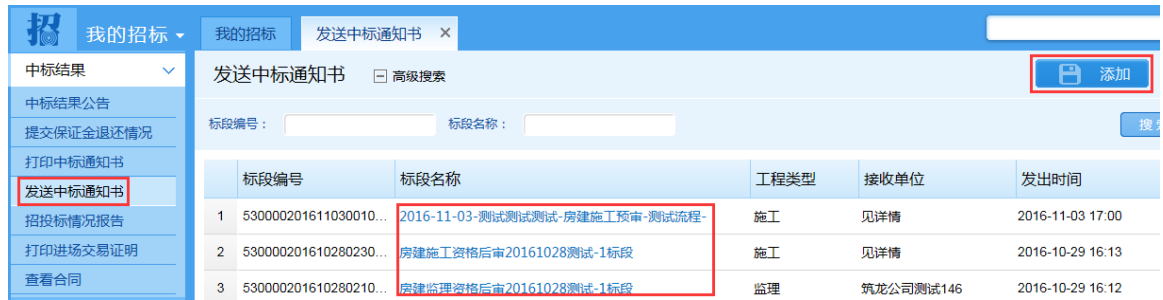 招 我的招标 我的招标 发送中标通知书 ×
中标结果 发送中标通知书 高级搜索 添加
中标结果公告
提交保证金退还情况 标段编号: 标段名称: 搜
打印中标通知书
发送中标通知书 标段编号 标段名称 工程类型 接收单位 发出时间
招投标情况报告 1 530000201611030010... 2016-11-03-测试测试测试-房建施工预审-测试流程- 施工 见详情 2016-11-03 17:00
打印进场交易证明 2 530000201610280230... 房建施工资格后审20161028测试-1标段 施工 见详情 2016-10-29 16:13
查看合同 3 530000201610280210... 房建监理资格后审20161028测试-1标段 监理 筑龙公司测试146 2016-10-29 16:12